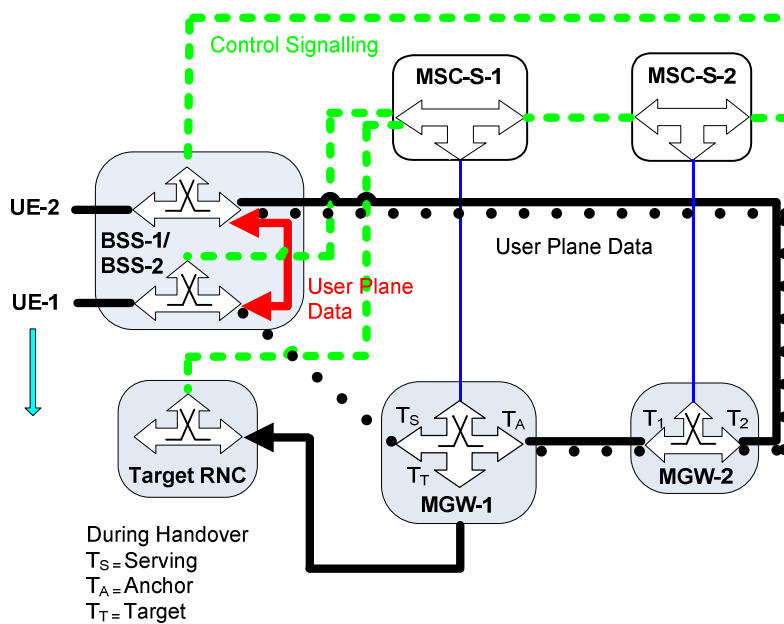 Control Signalling
MSC-S-1
MSC-S-2
UE-2
BSS-1/
BSS-2
User Plane Data
UE-1
User Plane
Data
TS
TA
TT
MGW-1
T1
T2
MGW-2
Target RNC
During Handover
TS = Serving
TA = Anchor
TT = Target